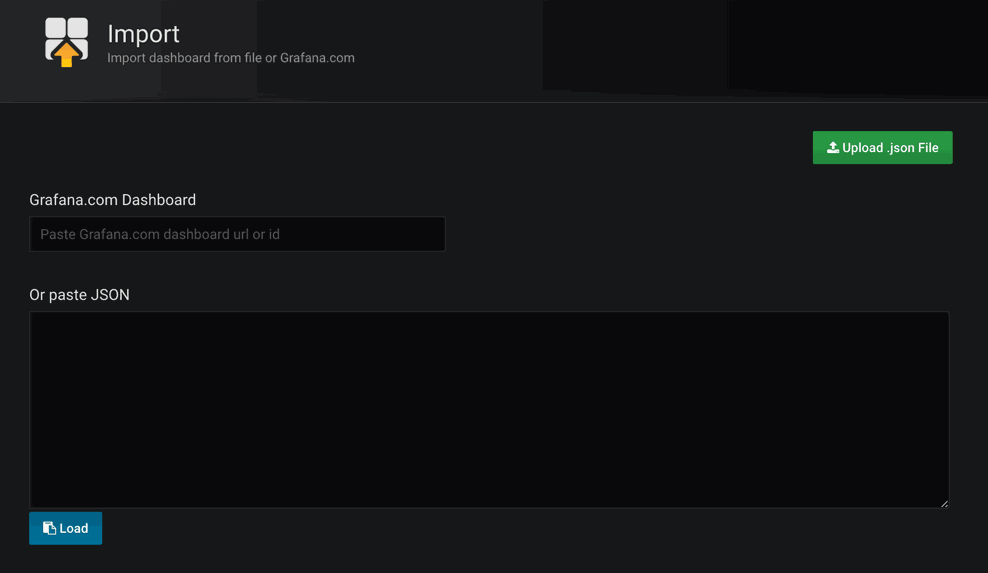 Import
Import dashboard from file or Grafana.com
Upload .json File
Grafana.com Dashboard
Paste Grafana.com dashboard url or id
Or paste JSON
Load